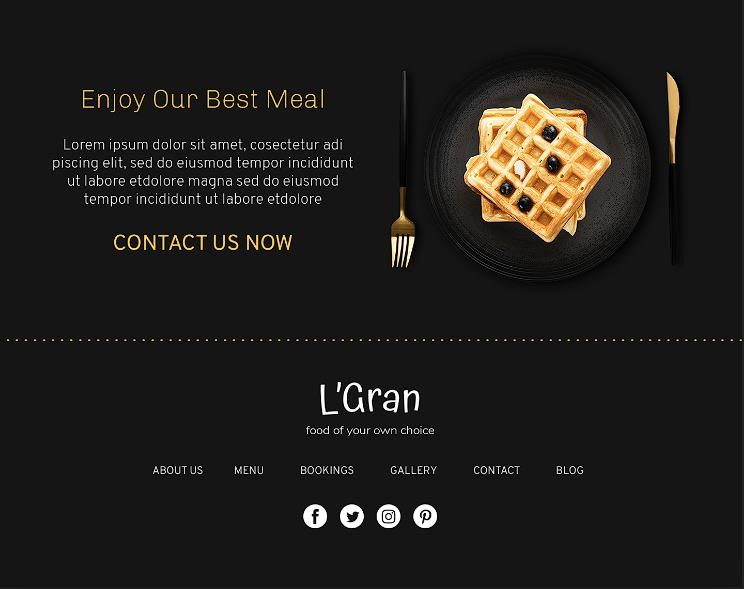 Enjoy Our Best Meal
Lorem ipsum dolor sit amet, cosectetur adi
piscing elit, sed do eiusmod tempor incididunt
ut labore etdolore magna sed do eiusmod
tempor incididunt ut labore etdolore
CONTACT US NOW
L'Gran
food of your own choice
ABOUT US MENU BOOKINGS GALLERY CONTACT BLOG